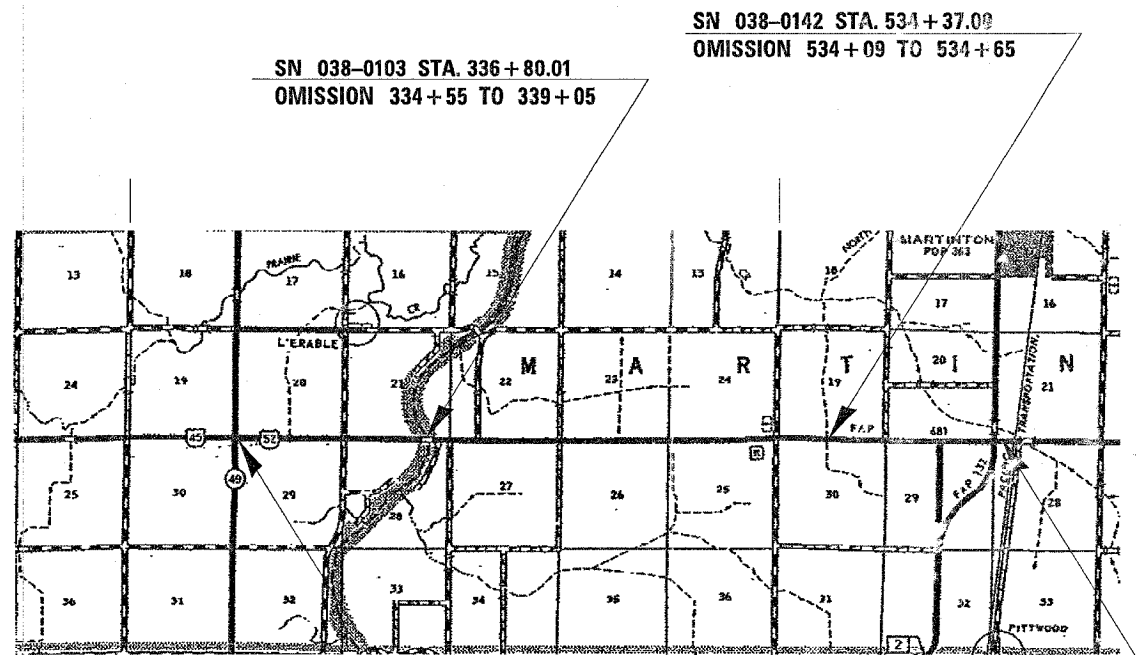 SN 038–0142 STA. 534+37.09
OMISSION 534+09 TO 534+65
SN 038–0103 STA. 336+80.01
OMISSION 334+55 TO 339+05
MARTINTON
POP 363
NORTH
PRAIRIE
13 18 17 16 15 14 13 18 17 16
CR
L'ERABLE
M A R T I N
24 19 20 21 22 23 24 19 20 21
TRANSPORTATION
45 52 FAP 681
49
25 30 29 28 27 26 25 30 29 28
FAP 132
36 31 32 33 34 35 36 31 32 33
PITTWOOD
2